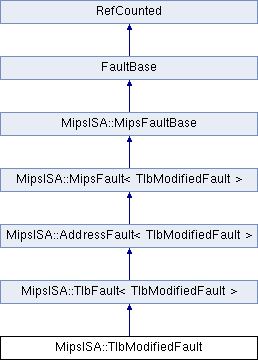 RefCounted
FaultBase
MipsISA::MipsFaultBase
MipsISA::MipsFault< TlbModifiedFault >
MipsISA::AddressFault< TlbModifiedFault >
MipsISA::TlbFault< TlbModifiedFault >
MipsISA::TlbModifiedFault